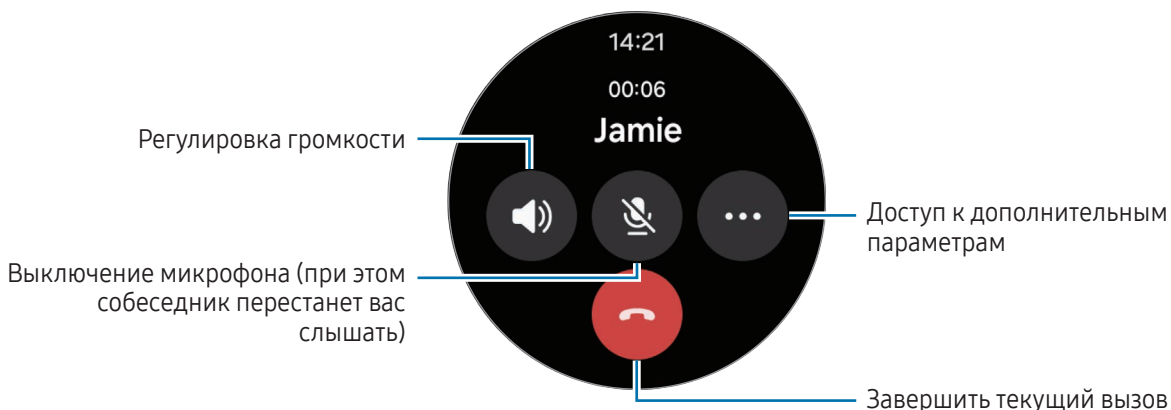 14:21
00:06
Jamie
Регулировка громкости
Доступ к дополнительным
параметрам
Выключение микрофона (при этом
собеседник перестанет вас
слышать)
Завершить текущий вызов